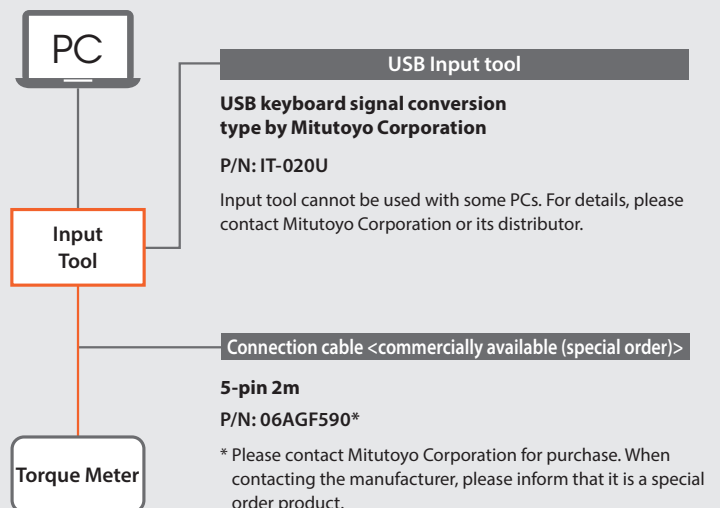 PC
USB Input tool
USB keyboard signal conversion
type by Mitutoyo Corporation
P/N: IT-020U
Input tool cannot be used with some PCs. For details, please
contact Mitutoyo Corporation or its distributor.
Input
Tool
Connection cable <commercially available (special order)>
5-pin 2m
P/N: 06AGF590*
* Please contact Mitutoyo Corporation for purchase. When
contacting the manufacturer, please inform that it is a special
order product.
Torque Meter